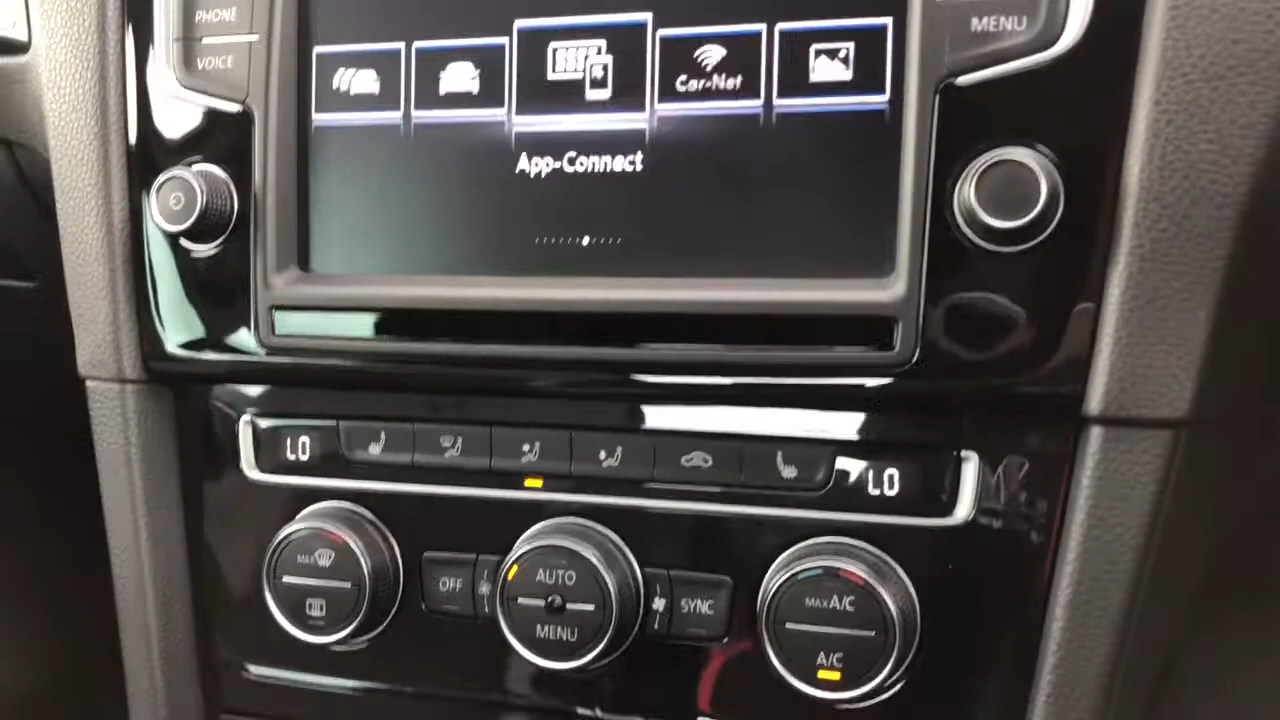 PHONE
VOICE
MENU
Car-Net
App-Connect
LO
LO
MAX
OFF
AUTO
MENU
SYNC
MAX A/C
A/C